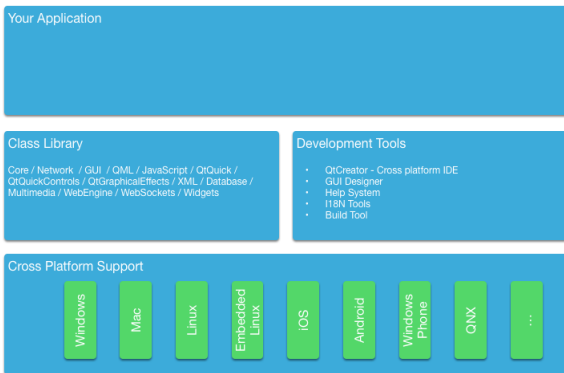 Your Application
Class Library
Core / Network / GUI / QML / JavaScript / QtQuick /
QtQuickControls / QtGraphicalEffects / XML / Database /
Multimedia / WebEngine / WebSockets / Widgets
Development Tools
• QtCreator - Cross platform IDE
• GUI Designer
• Help System
• I18N Tools
• Build Tool
Cross Platform Support
Windows
Mac
Linux
Embedded
Linux
iOS
Android
Windows
Phone
QNX
...